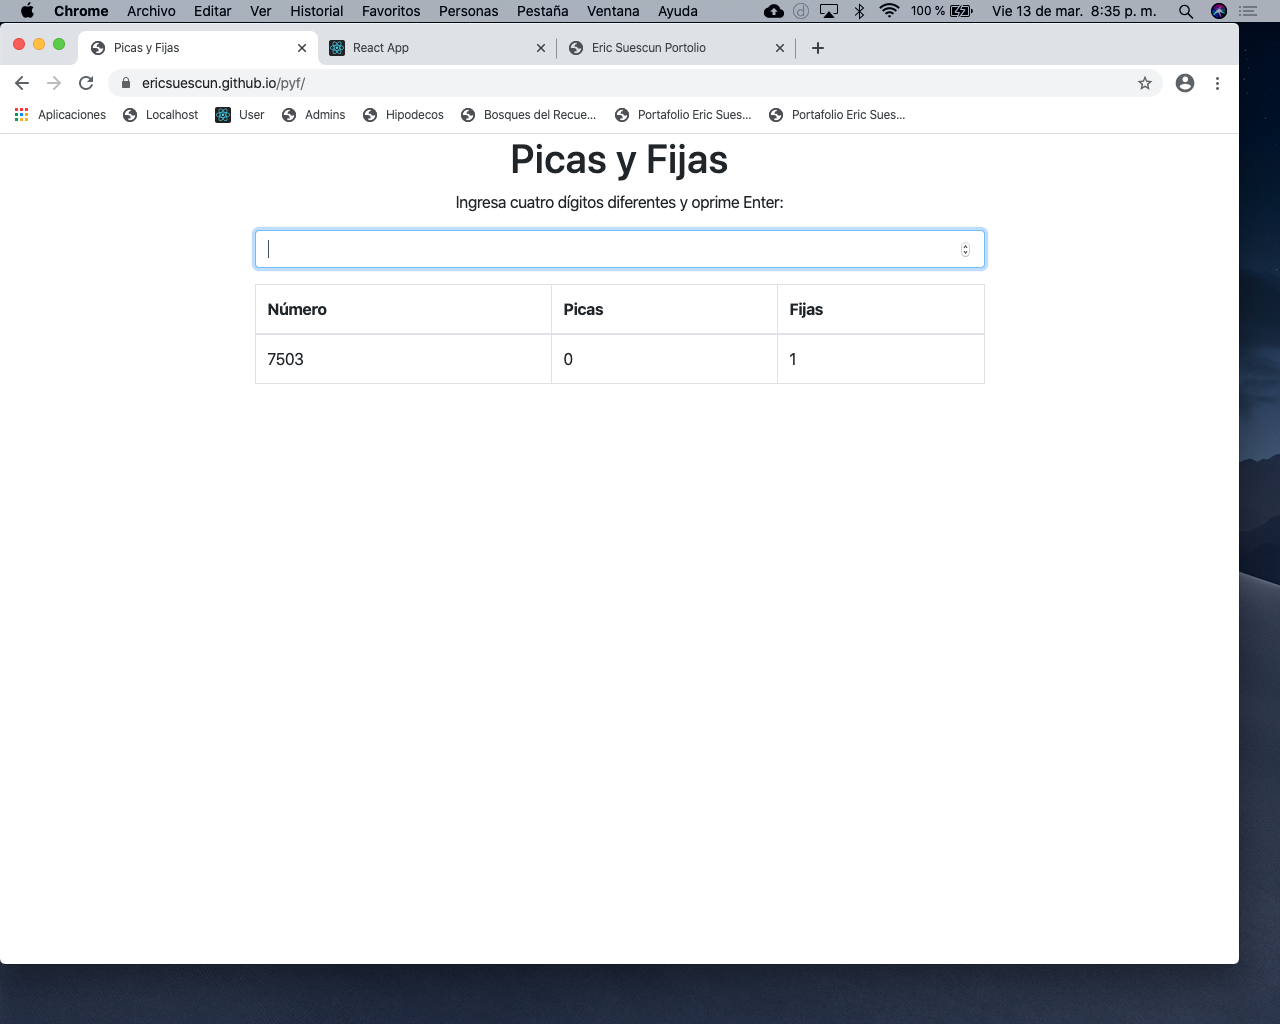 Chrome Archivo Editar Ver Historial Favoritos Personas Pestaña Ventana Ayuda 100 % Vie 13 de mar. 8:35 p. m.
Picas y Fijas React App Eric Suescun Portolio
ericsuescun.github.io/pyf/
Aplicaciones Localhost User Admins Hipodecos Bosques del Recue... Portafolio Eric Sues... Portafolio Eric Sues...
Picas y Fijas
Ingresa cuatro dígitos diferentes y oprime Enter:
Número Picas Fijas
7503 0 1